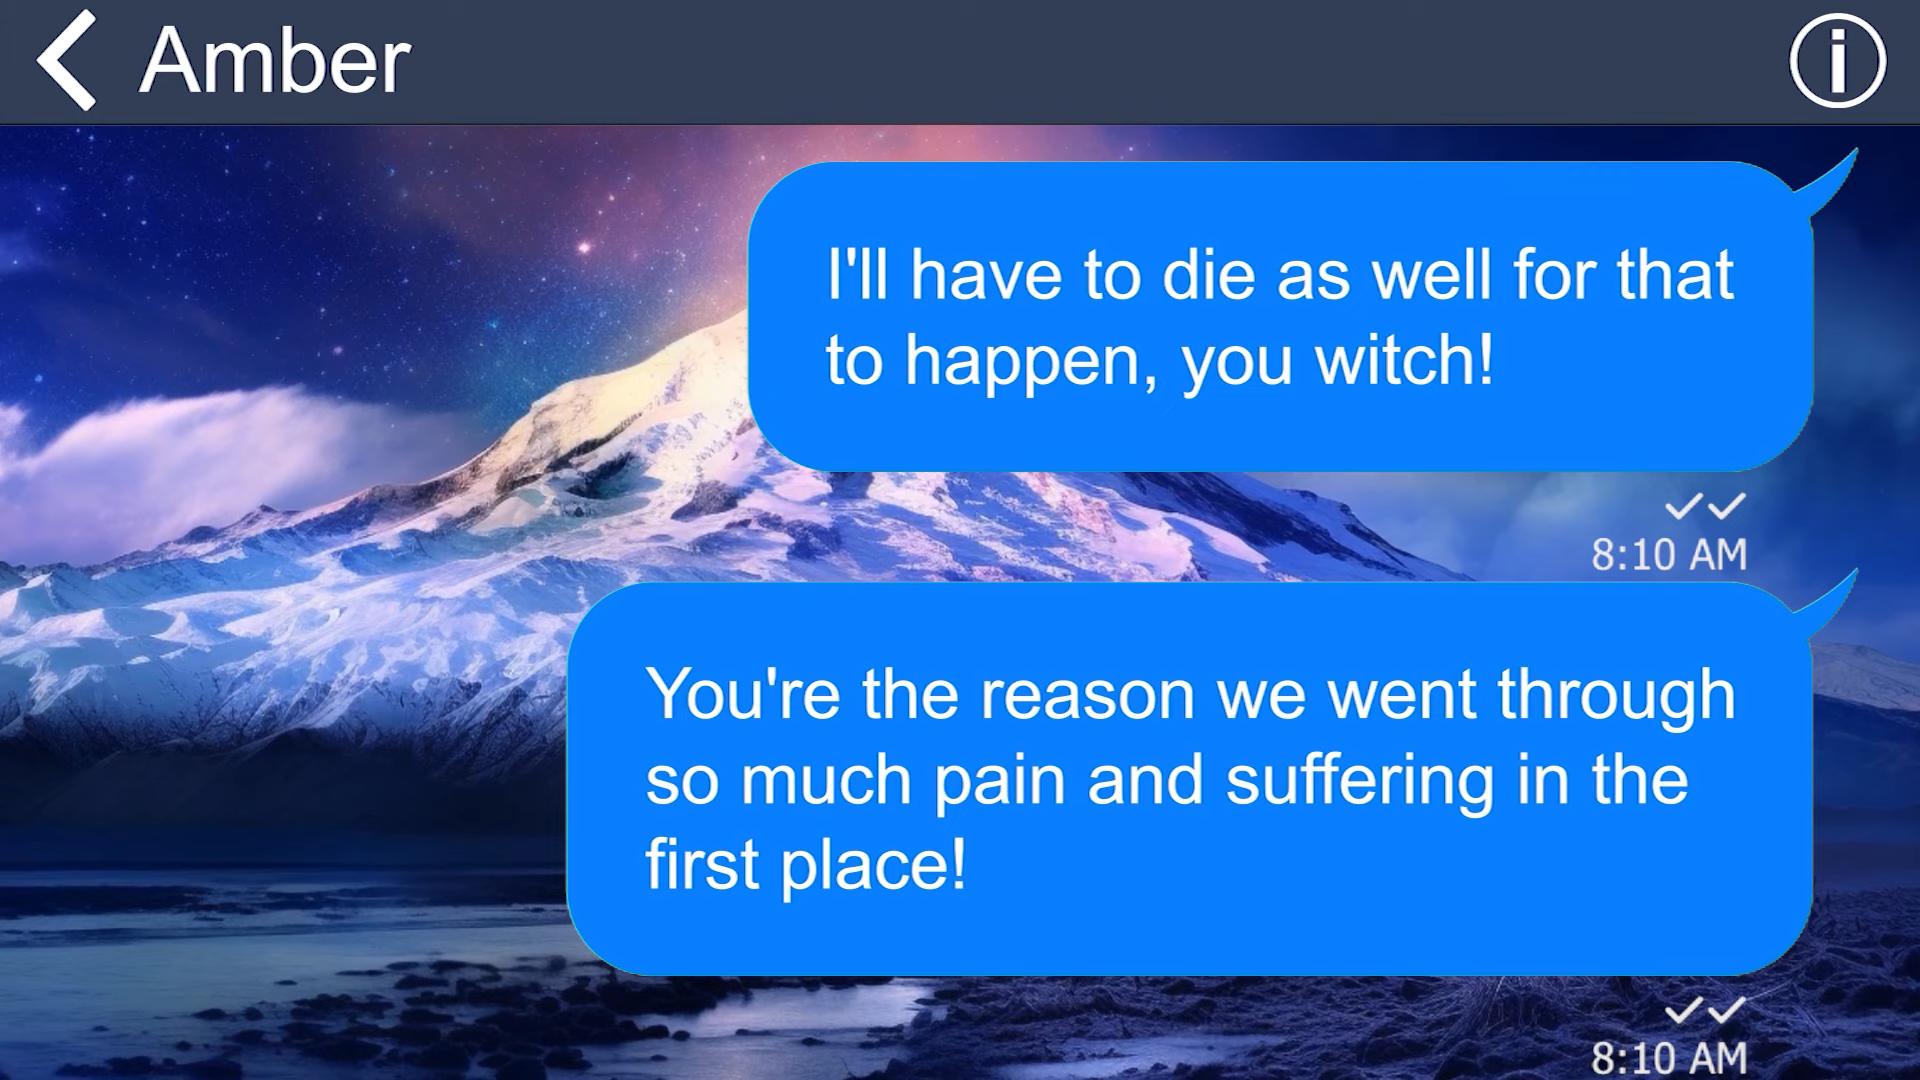 Amber
I'll have to die as well for that
to happen, you witch!
8:10 AM
You're the reason we went through
so much pain and suffering in the
first place!
8:10 AM